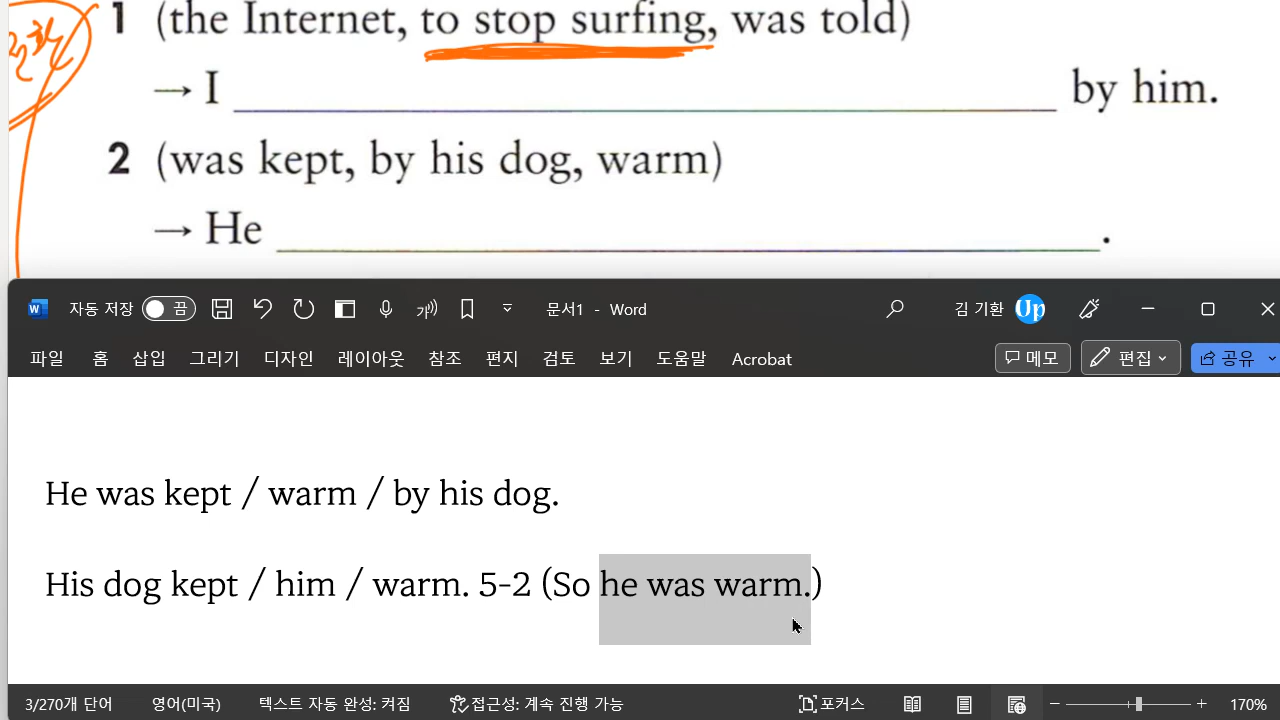 1 (the Internet, to stop surfing, was told)
→ I ______ by him.
2 (was kept, by his dog, warm)
→ He ______ .
자동 저장 끔 문서1 - Word 김 기환 Up
파일 홈 삽입 그리기 디자인 레이아웃 참조 편지 검토 보기 도움말 Acrobat 메모 편집 공유
He was kept / warm / by his dog.
His dog kept / him / warm. 5-2 (So he was warm.)
3/270개 단어 영어(미국) 텍스트 자동 완성: 켜짐 접근성: 계속 진행 가능 포커스 170%